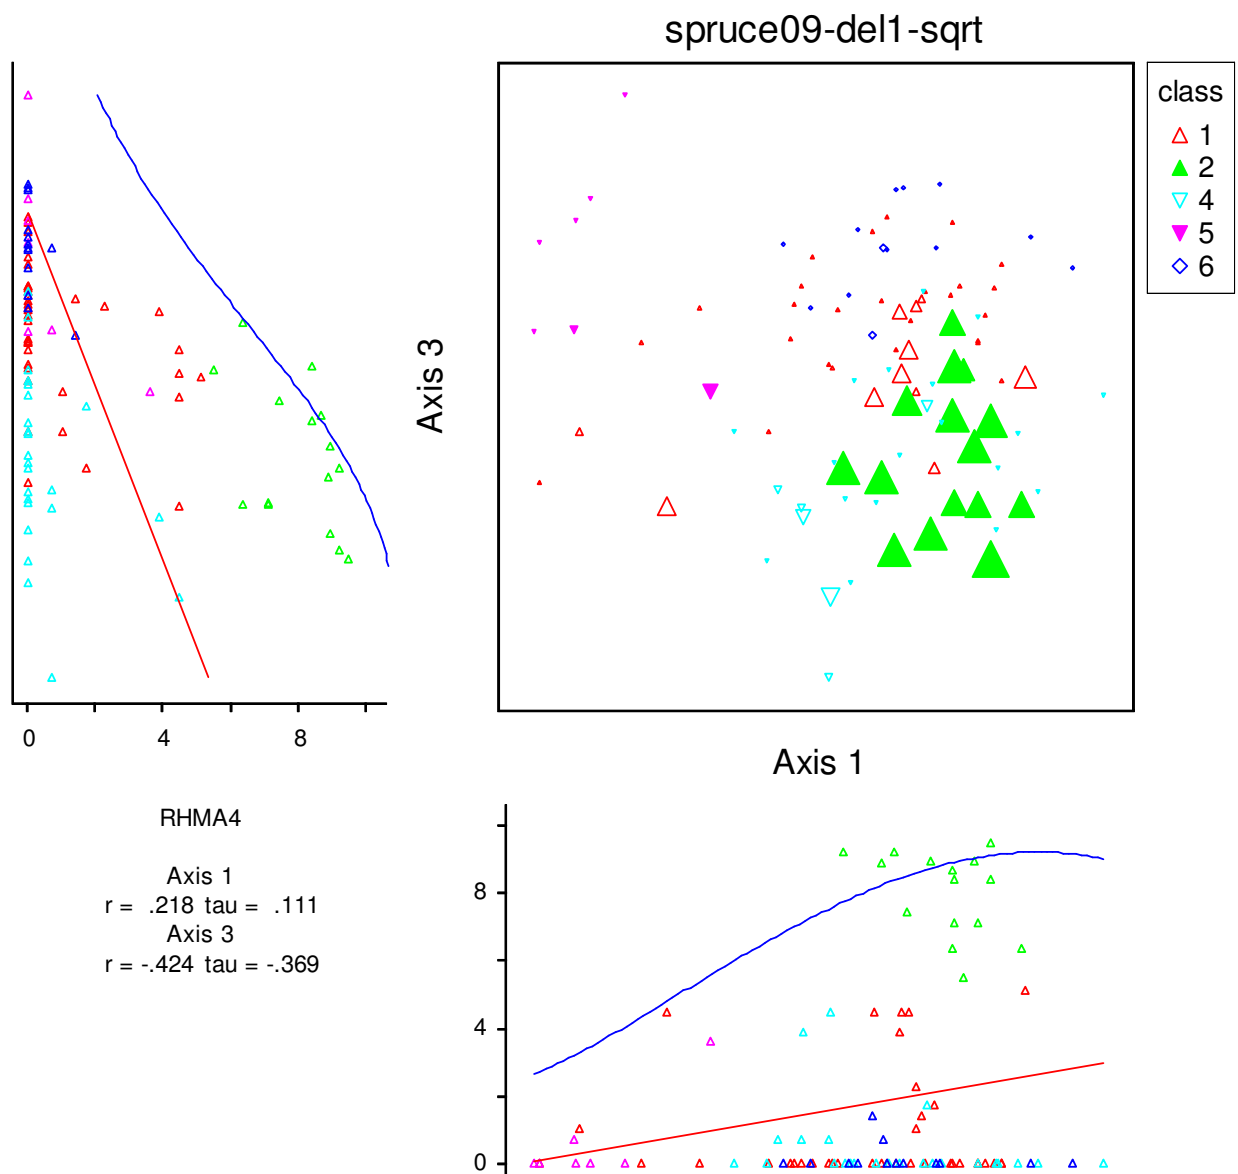 spruce09-del1-sqrt
class
1
2
4
5
6
Axis 3
0 4 8
Axis 1
RHMA4
Axis 1
r = .218 tau = .111
Axis 3
r = -.424 tau = -.369
8
4
0